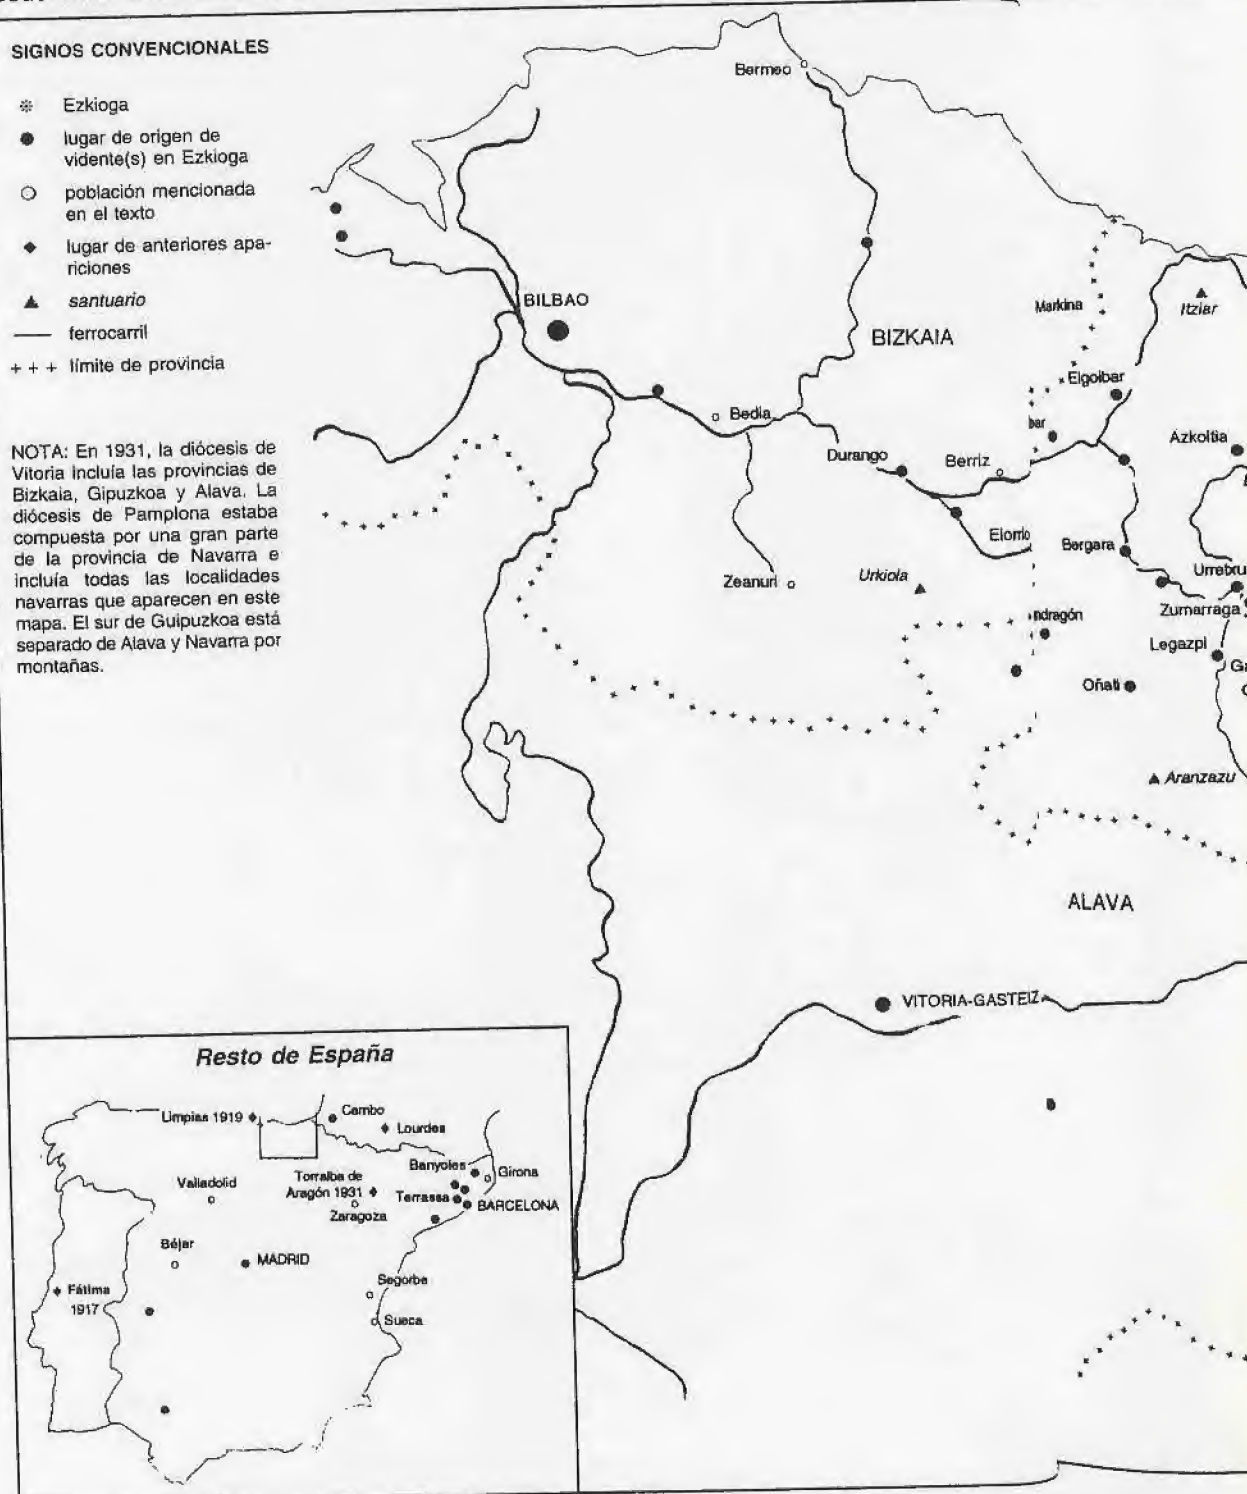 SIGNOS CONVENCIONALES
Ezkioga
lugar de origen de
vidente(s) en Ezkioga
población mencionada
en el texto
lugar de anteriores apa-
riciones
santuario
ferrocarril
+ + + límite de provincia
NOTA: En 1931, la diócesis de
Vitoria incluía las provincias de
Bizkaia, Gipuzkoa y Alava. La
diócesis de Pamplona estaba
compuesta por una gran parte
de la provincia de Navarra e
incluía todas las localidades
navarras que aparecen en este
mapa. El sur de Guipuzkoa está
separado de Alava y Navarra por
montañas.
Bermeo
BILBAO
BIZKAIA
Markina
Itziar
Elgoibar
bar
Azkoitia
Bedia
Durango
Berriz
Elorrio
Bergara
Zeanuri
Urkiola
Urretxu
Zumarraga
ndragón
Legazpi
Ga
Oñati
Aranzazu
ALAVA
VITORIA-GASTEIZ
Resto de España
Limpias 1919
Cambo
Lourdes
Banyoles
Girona
Valladolid
Torralba de
Aragón 1931
Terrassa
BARCELONA
Zaragoza
Béjar
MADRID
Segorbe
Fátima
1917
Sueca